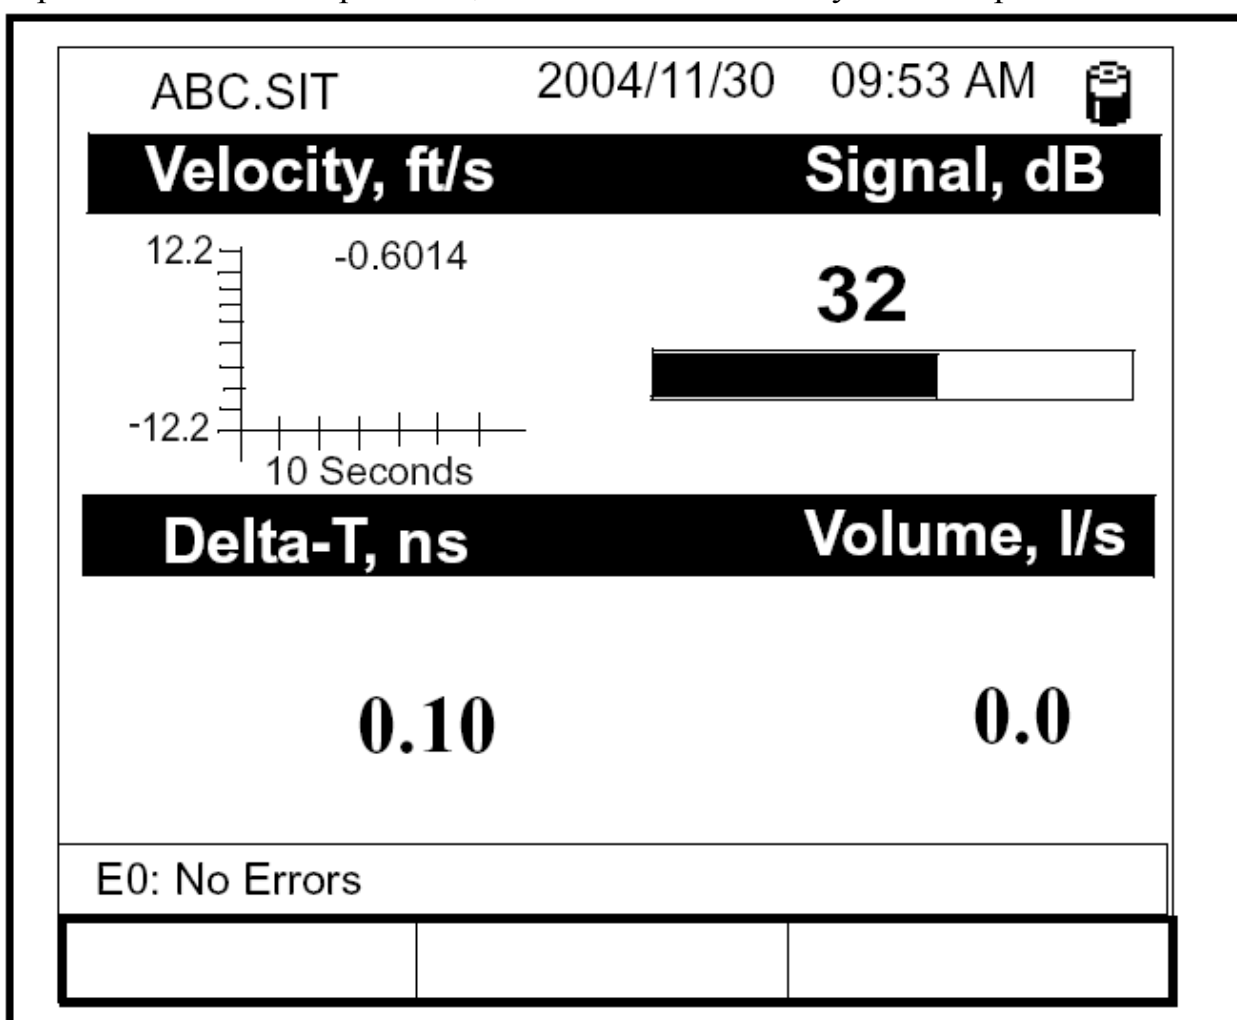 ABC.SIT 2004/11/30 09:53 AM
Velocity, ft/s Signal, dB
12.2 -0.6014
32
-12.2
10 Seconds
Delta-T, ns Volume, l/s
0.10 0.0
E0: No Errors